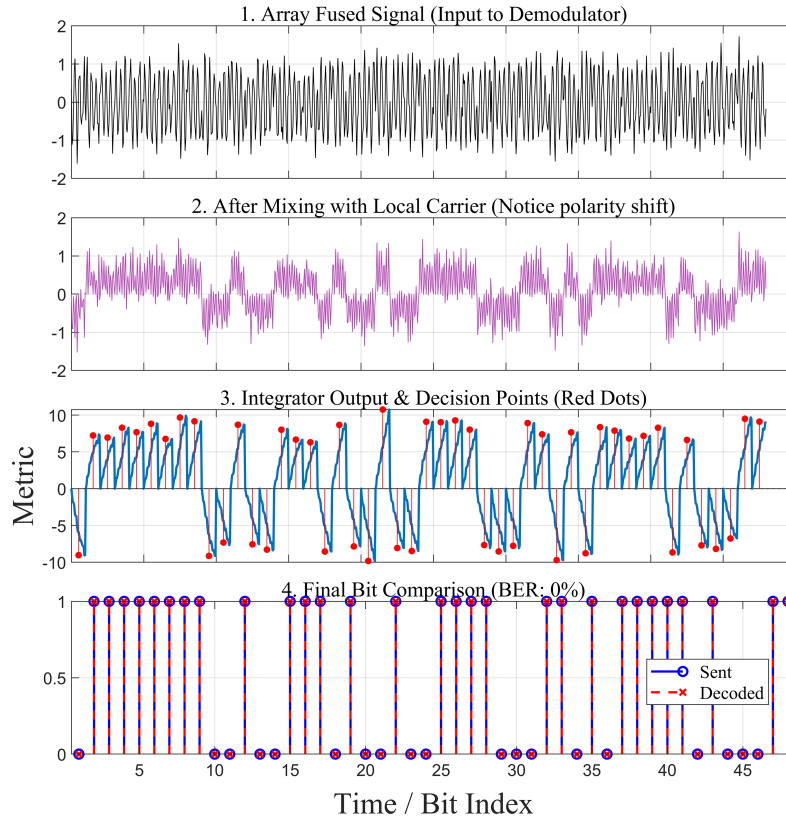 1. Array Fused Signal (Input to Demodulator)
2
1
0
-1
-2
2. After Mixing with Local Carrier (Notice polarity shift)
2
1
0
-1
-2
3. Integrator Output & Decision Points (Red Dots)
10
5
0
-5
-10
Metric
4. Final Bit Comparison (BER: 0%)
1
0.5
0
Sent
Decoded
5 10 15 20 25 30 35 40 45
Time / Bit Index